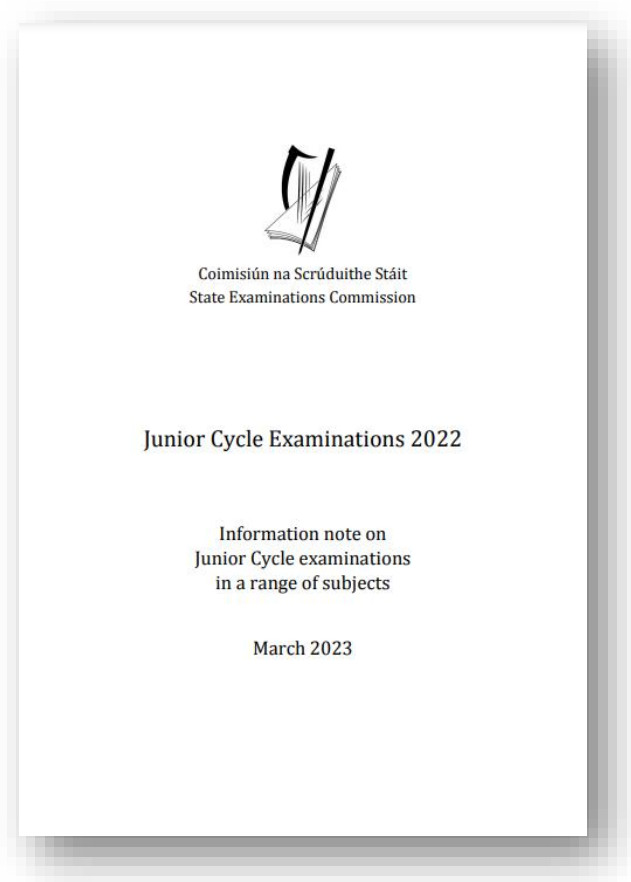 Coimisiún na Scrúduithe Stáit
State Examinations Commission
Junior Cycle Examinations 2022
Information note on
Junior Cycle examinations
in a range of subjects
March 2023